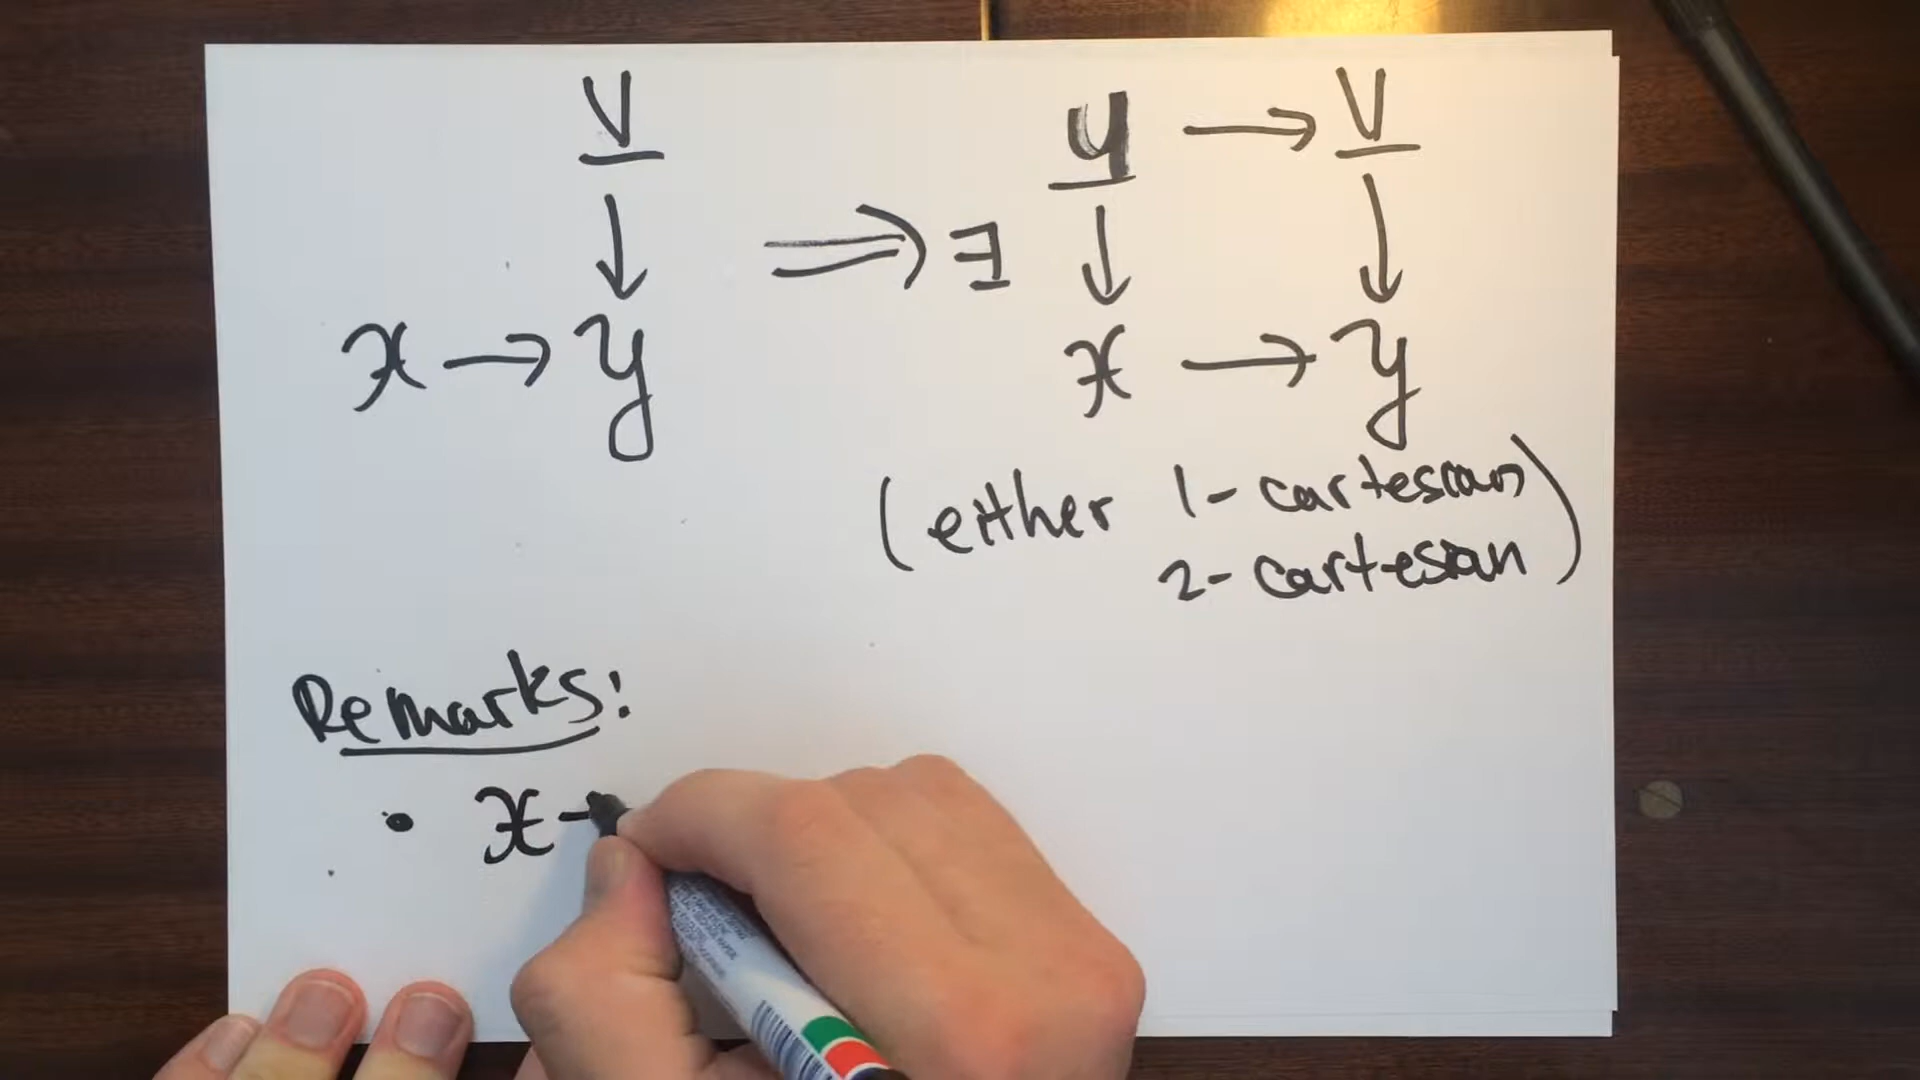 V U → V
↓ ⇒ ∃ ↓ ↓
X → Y X → Y
(either 1-cartesian
2-cartesian)
Remarks:
• X -